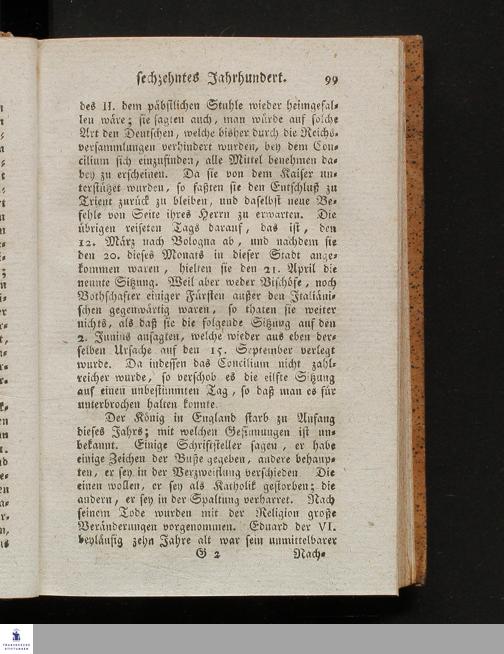 sechzehntes Jahrhundert. 99
des II. dem päbstlichen Stuhle wieder heimgefal-
len wäre; sie sagten auch, man würde auf solche
Art den Deutschen, welche bisher durch die Reichs-
versammlungen verhindert wurden, bey dem Con-
cilium sich einzufinden, alle Mittel benehmen da-
bey zu erscheinen. Da sie von dem Kaiser un-
terstützet wurden, so faßten sie den Entschluß zu
Trient zurück zu bleiben, und daselbst neue Be-
fehle von Seite ihres Herrn zu erwarten. Die
übrigen reiseten Tags darauf, das ist, den
12. März nach Bologna ab, und nachdem sie
den 20. dieses Monats in dieser Stadt ange-
kommen waren, hielten sie den 21. April die
neunte Sitzung. Weil aber weder Bischöfe, noch
Bothschafter einiger Fürsten außer den Italiäni-
schen gegenwärtig waren, so thaten sie weiter
nichts, als daß sie die folgende Sitzung auf den
2. Junius ansagten, welche wieder aus eben der-
selben Ursache auf den 15. September verlegt
wurde. Da indessen das Concilium nicht zahl-
reicher wurde, so verschob es die eilfte Sitzung
auf einen unbestimmten Tag, so daß man es für
unterbrochen halten konnte.
Der König in England starb zu Anfang
dieses Jahrs; mit welchen Gesinnungen ist un-
bekannt. Einige Schriftsteller sagen, er habe
einige Zeichen der Buße gegeben, andere behaup-
ten, er sey in der Verzweiflung verschieden. Die
einen wollen, er sey als Katholik gestorben; die
andern, er sey in der Spaltung verharret. Nach
seinem Tode wurden mit der Religion große
Veränderungen vorgenommen. Eduard der VI.
beyläufig zehn Jahre alt war sein unmittelbarer
G 2 Nach-